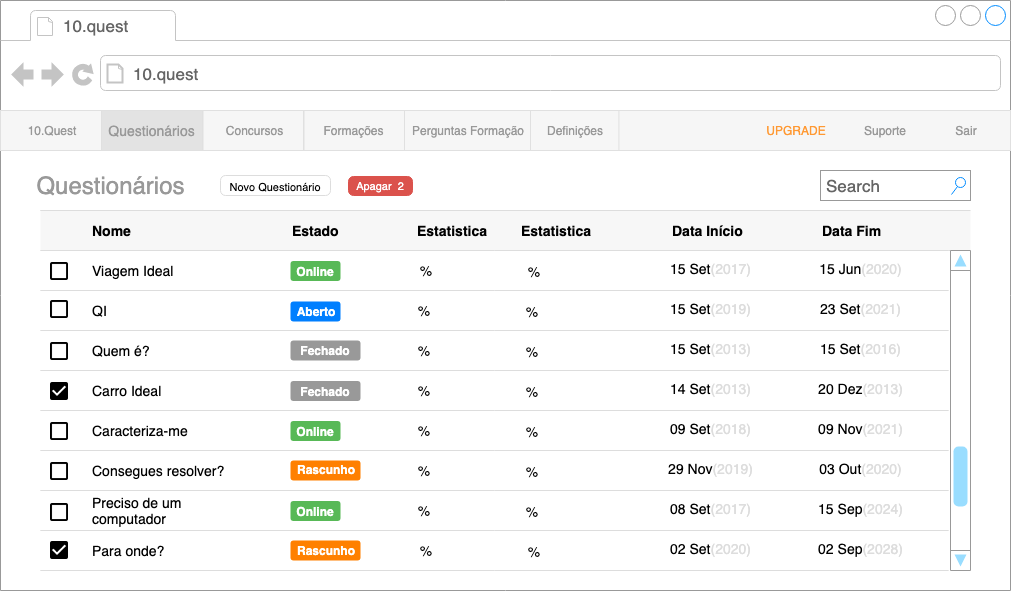 10.quest
10.quest
10.Quest Questionários Concursos Formações Perguntas Formação Definições UPGRADE Suporte Sair
Questionários Novo Questionário Apagar 2 Search
Nome Estado Estatistica Estatistica Data Início Data Fim
Viagem Ideal Online % % 15 Set(2017) 15 Jun(2020)
QI Aberto % % 15 Set(2019) 23 Set(2021)
Quem é? Fechado % % 15 Set(2013) 15 Set(2016)
Carro Ideal Fechado % % 14 Set(2013) 20 Dez(2013)
Caracteriza-me Online % % 09 Set(2018) 09 Nov(2021)
Consegues resolver? Rascunho % % 29 Nov(2019) 03 Out(2020)
Preciso de um
computador Online % % 08 Set(2017) 15 Sep(2024)
Para onde? Rascunho % % 02 Set(2020) 02 Sep(2028)